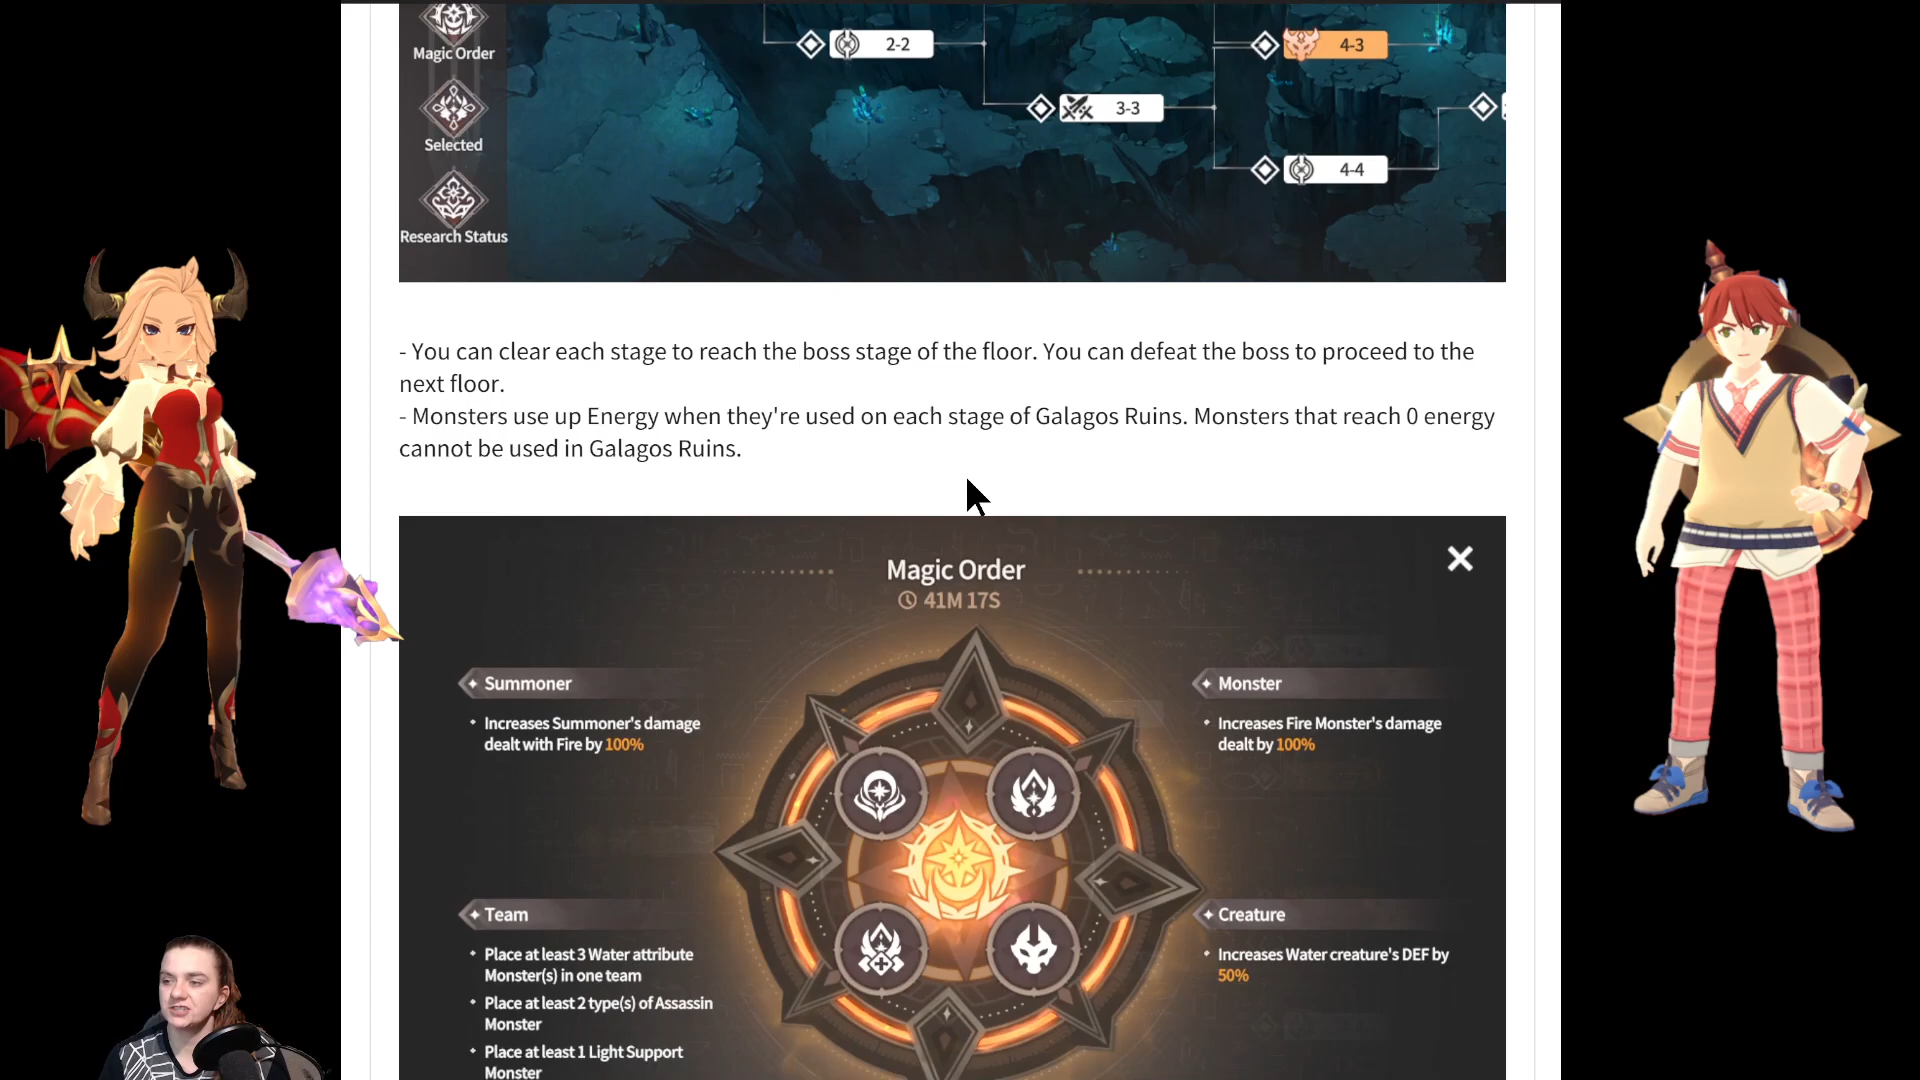 Magic Order
Selected
Research Status
2-2
3-3
4-3
4-4
- You can clear each stage to reach the boss stage of the floor. You can defeat the boss to proceed to the
next floor.
- Monsters use up Energy when they're used on each stage of Galagos Ruins. Monsters that reach 0 energy
cannot be used in Galagos Ruins.
Magic Order
41M 17S
Summoner
Increases Summoner's damage
dealt with Fire by 100%
Monster
Increases Fire Monster's damage
dealt by 100%
Team
Place at least 3 Water attribute
Monster(s) in one team
Place at least 2 type(s) of Assassin
Monster
Place at least 1 Light Support
Monster
Creature
Increases Water creature's DEF by
50%